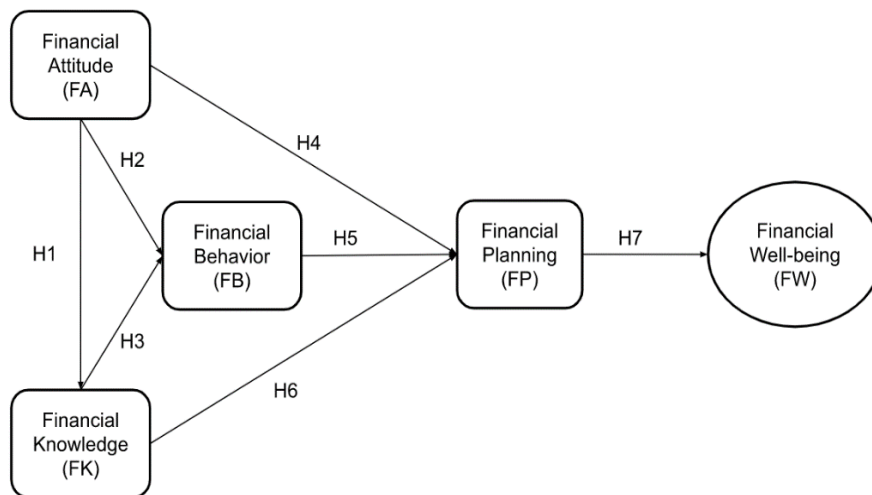 Financial
Attitude
(FA)
H4
H2
Financial
Behavior
(FB)
H5
Financial
Planning
(FP)
H7
Financial
Well-being
(FW)
H1
H3
H6
Financial
Knowledge
(FK)